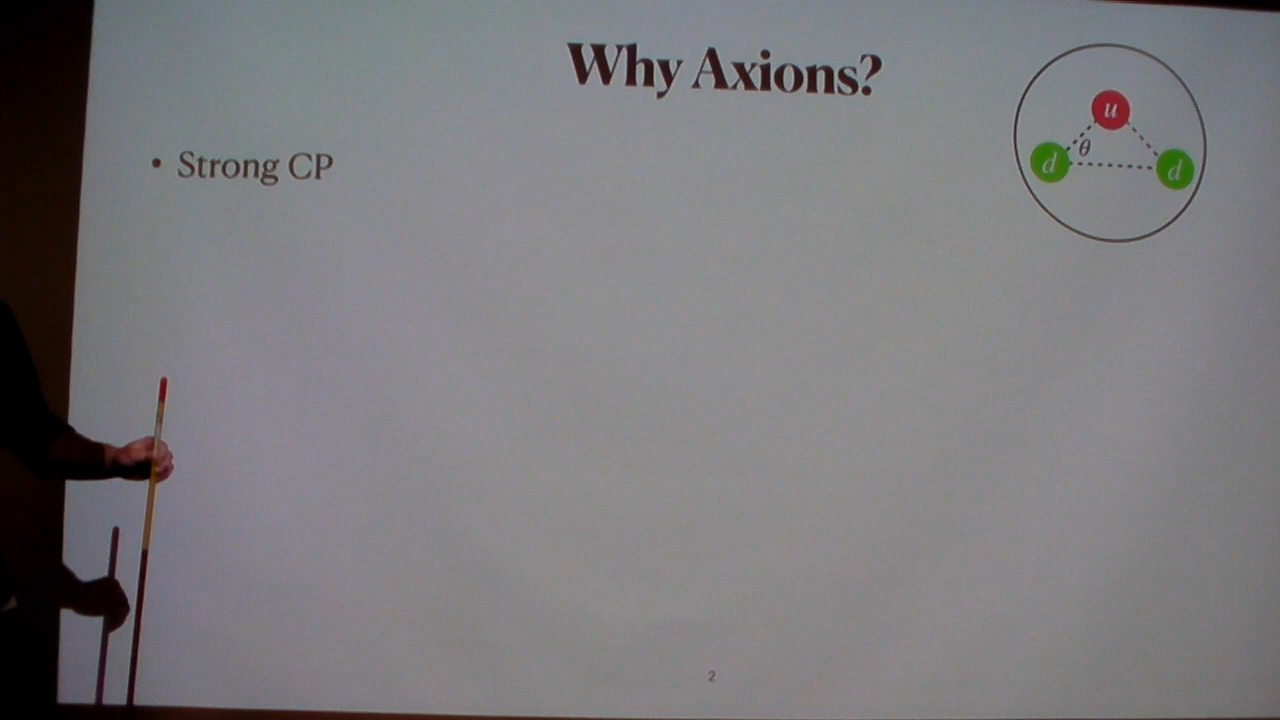 Why Axions?
• Strong CP
u
d θ d
2